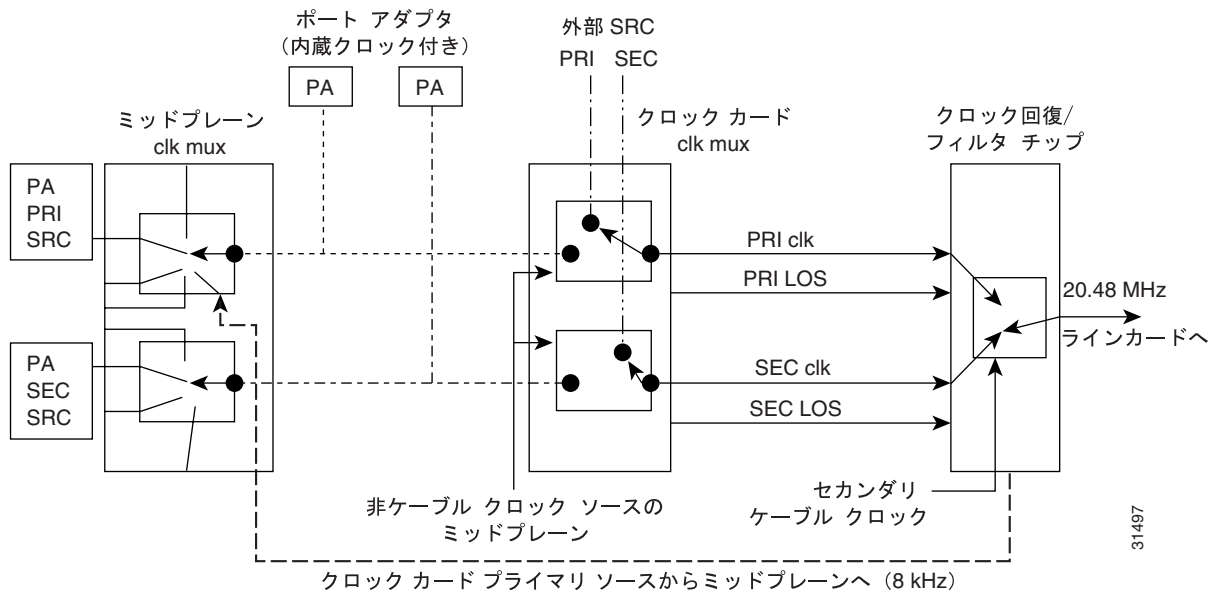 ポート アダプタ
（内蔵クロック付き）
PA
PA
外部 SRC
PRI SEC
ミッドプレーン
clk mux
クロック カード
clk mux
クロック回復/
フィルタ チップ
PA
PRI
SRC
PRI clk
PRI LOS
20.48 MHz
ラインカードへ
PA
SEC
SRC
SEC clk
SEC LOS
非ケーブル クロック ソースの
ミッドプレーン
セカンダリ
ケーブル クロック
31497
クロック カード プライマリ ソースからミッドプレーンへ（8 kHz）